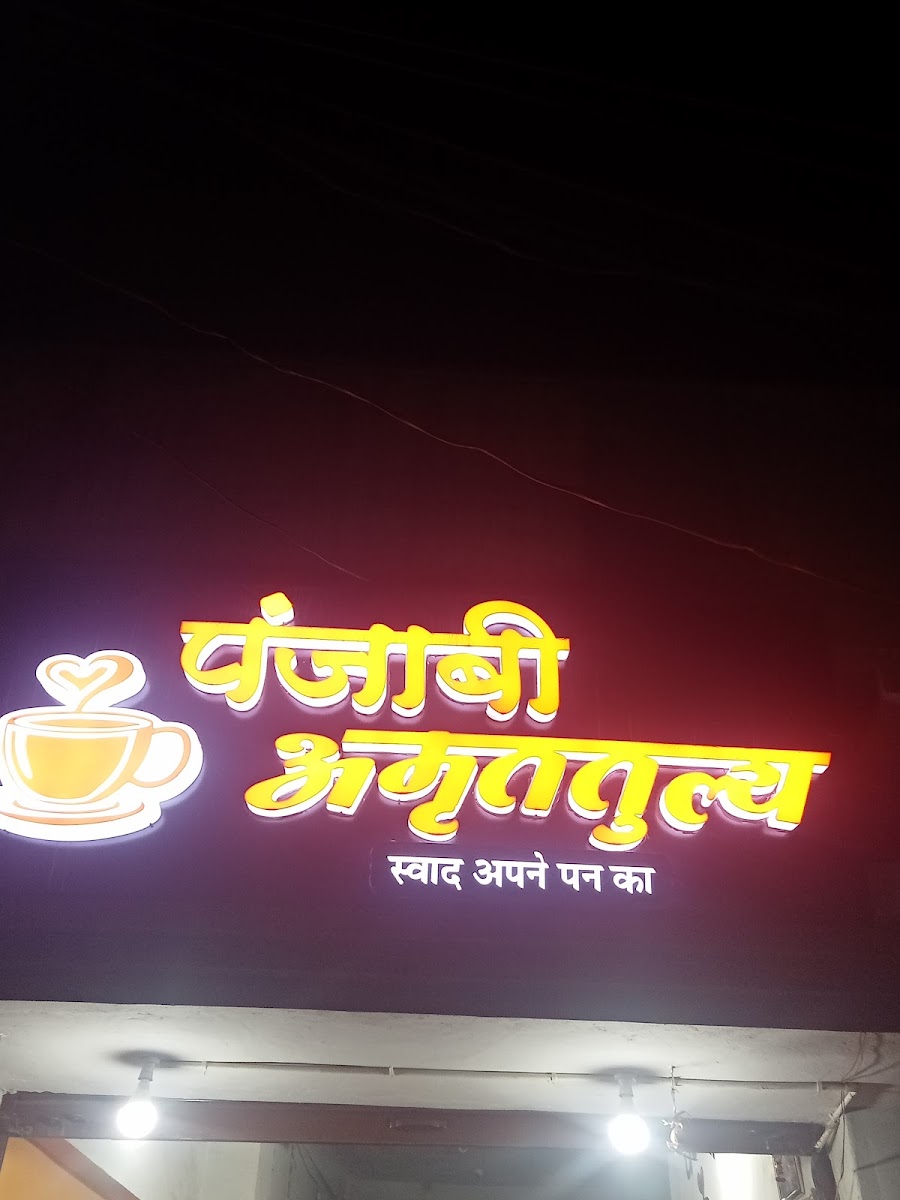 पंजाबी
अमृततुल्य
स्वाद अपने पन का